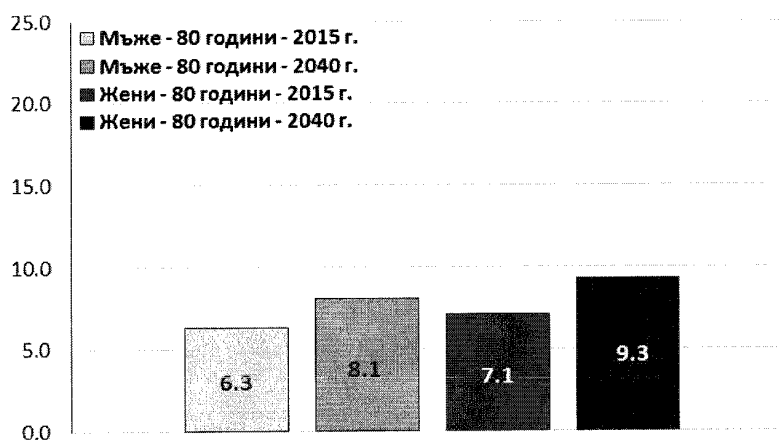 25.0
Мъже - 80 години - 2015 г.
Мъже - 80 години - 2040 г.
20.0
Жени - 80 години - 2015 г.
Жени - 80 години - 2040 г.
15.0
10.0
9.3
8.1
7.1
6.3
5.0
0.0